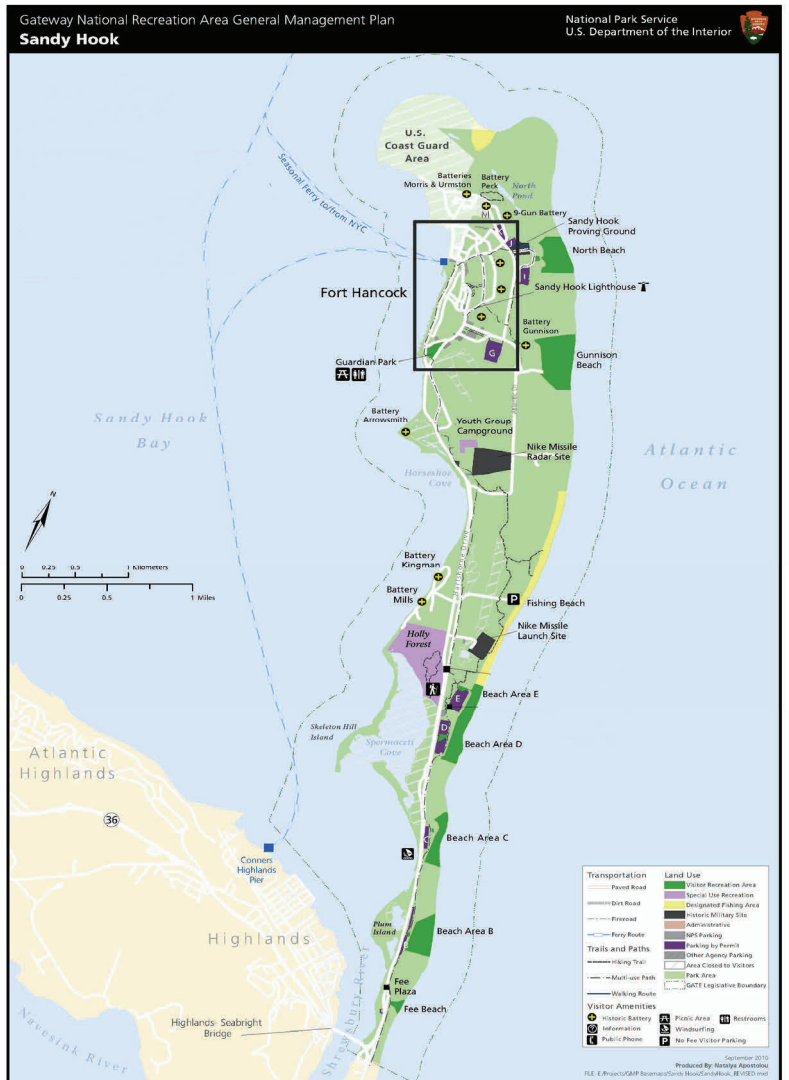 Gateway National Recreation Area General Management Plan
Sandy Hook
National Park Service
U.S. Department of the Interior
U.S.
Coast Guard
Area
Seasonal Ferry to/from NYC
Batteries
Morris & Urmston
Battery
Peck
North
Pond
9-Gun Battery
Sandy Hook
Proving Ground
North Beach
Fort Hancock
Sandy Hook Lighthouse
Battery
Gunnison
Gunnison
Beach
Guardian Park
G
Battery
Arrowsmith
Youth Group
Campground
Nike Missile
Radar Site
Horseshoe
Cove
Sandy Hook
Bay
Atlantic
Ocean
N
0 0.25 0.5 1 Kilometers
0 0.25 0.5 1 Miles
Battery
Kingman
Battery
Mills
P
Fishing Beach
Holly
Forest
Nike Missile
Launch Site
Beach Area E
E
D
Beach Area D
Skeleton Hill
Island
Spermaceti
Cove
Atlantic
Highlands
36
Beach Area C
Conners
Highlands
Pier
Plum
Island
Beach Area B
Highlands
Fee
Plaza
Fee Beach
Highlands- Seabright
Bridge
Shrewsbury River
Navesink River
Transportation
Paved Road
Dirt Road
Fireroad
Ferry Route
Trails and Paths
Hiking Trail
Multi-use Path
Walking Route
Land Use
Visitor Recreation Area
Special Use Recreation
Designated Fishing Area
Historic Military Site
Administrative
NPS Parking
Parking by Permit
Other Agency Parking
Area Closed to Visitors
Park Area
GATE Legislative Boundary
Visitor Amenities
Historic Battery
Picnic Area
Restrooms
Information
Windsurfing
Public Phone
P No Fee Visitor Parking
September 2010
Produced By: Natalya Apostolou